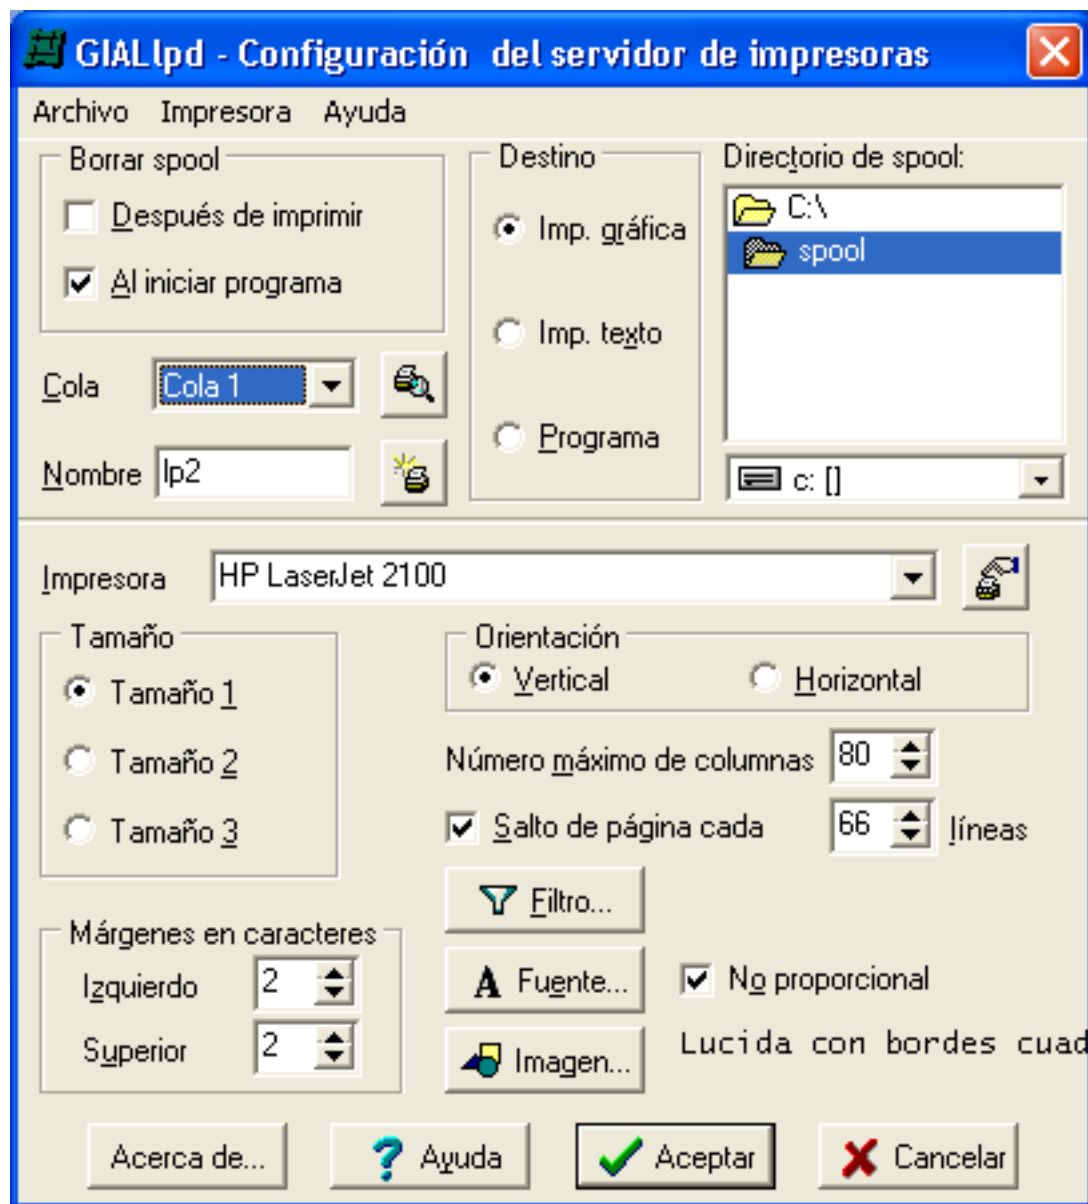 GIALlpd - Configuración del servidor de impresoras
Archivo Impresora Ayuda
Borrar spool
Después de imprimir
Al iniciar programa
Destino
Imp. gráfica
Imp. texto
Programa
Directorio de spool:
C:\
spool
c: []
Cola Cola 1
Nombre lp2
Impresora HP LaserJet 2100
Tamaño
Tamaño 1
Tamaño 2
Tamaño 3
Orientación
Vertical Horizontal
Número máximo de columnas 80
Salto de página cada 66 líneas
Filtro...
Márgenes en caracteres
Izquierdo 2
Superior 2
A Fuente... No proporcional
Imagen... Lucida con bordes cuad
Acerca de... ? Ayuda Aceptar Cancelar